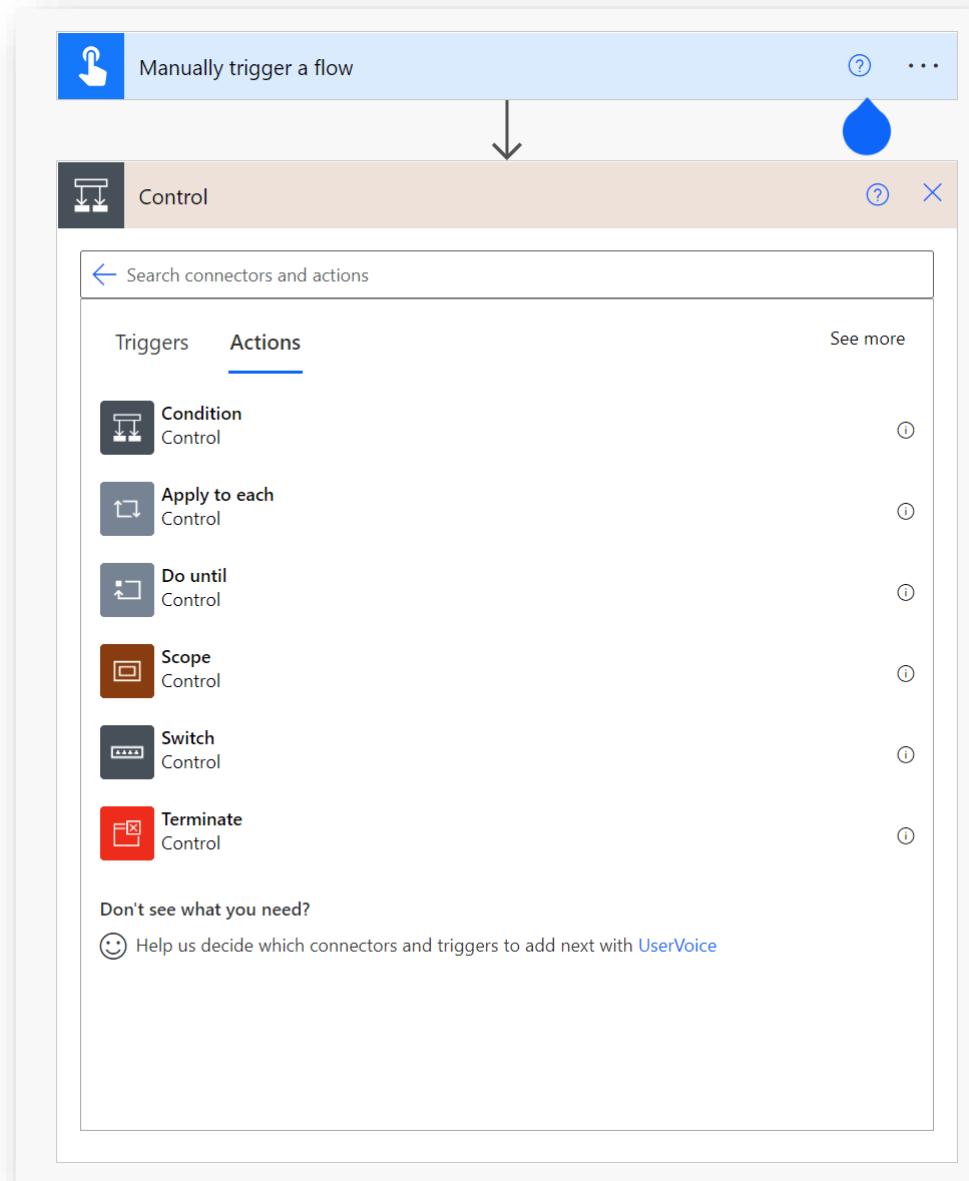 Manually trigger a flow
Control
Search connectors and actions
Triggers Actions See more
Condition
Control
Apply to each
Control
Do until
Control
Scope
Control
Switch
Control
Terminate
Control
Don't see what you need?
Help us decide which connectors and triggers to add next with UserVoice